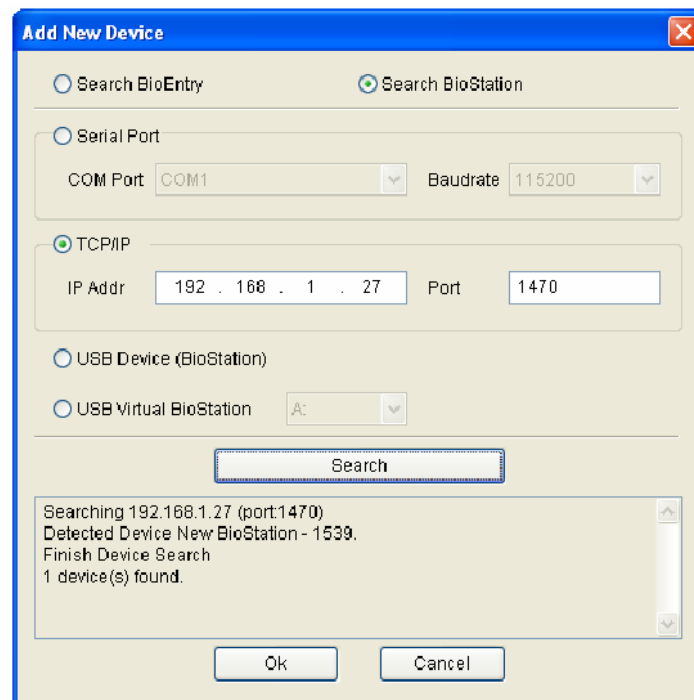 Add New Device
Search BioEntry Search BioStation
Serial Port
COM Port COM1 Baudrate 115200
TCP/IP
IP Addr 192 . 168 . 1 . 27 Port 1470
USB Device (BioStation)
USB Virtual BioStation A:
Search
Searching 192.168.1.27 (port:1470)
Detected Device New BioStation - 1539.
Finish Device Search
1 device(s) found.
Ok Cancel